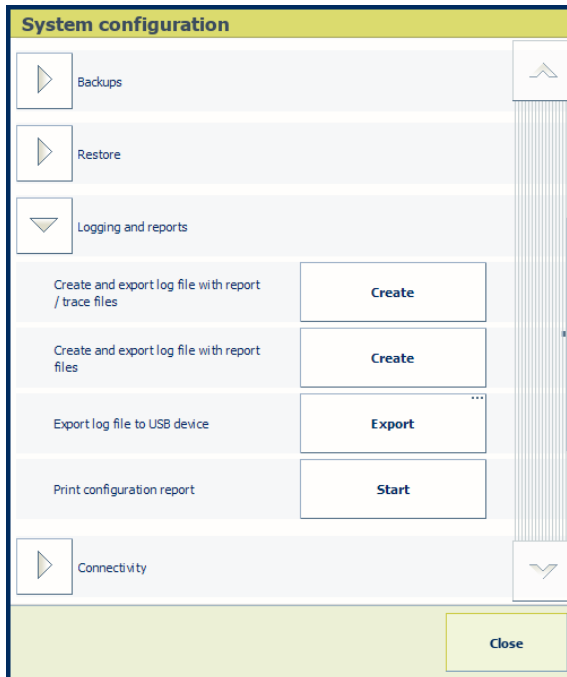 System configuration
Backups
Restore
Logging and reports
Create and export log file with report
/ trace files
Create
Create and export log file with report
files
Create
Export log file to USB device
...
Export
Print configuration report
Start
Connectivity
Close